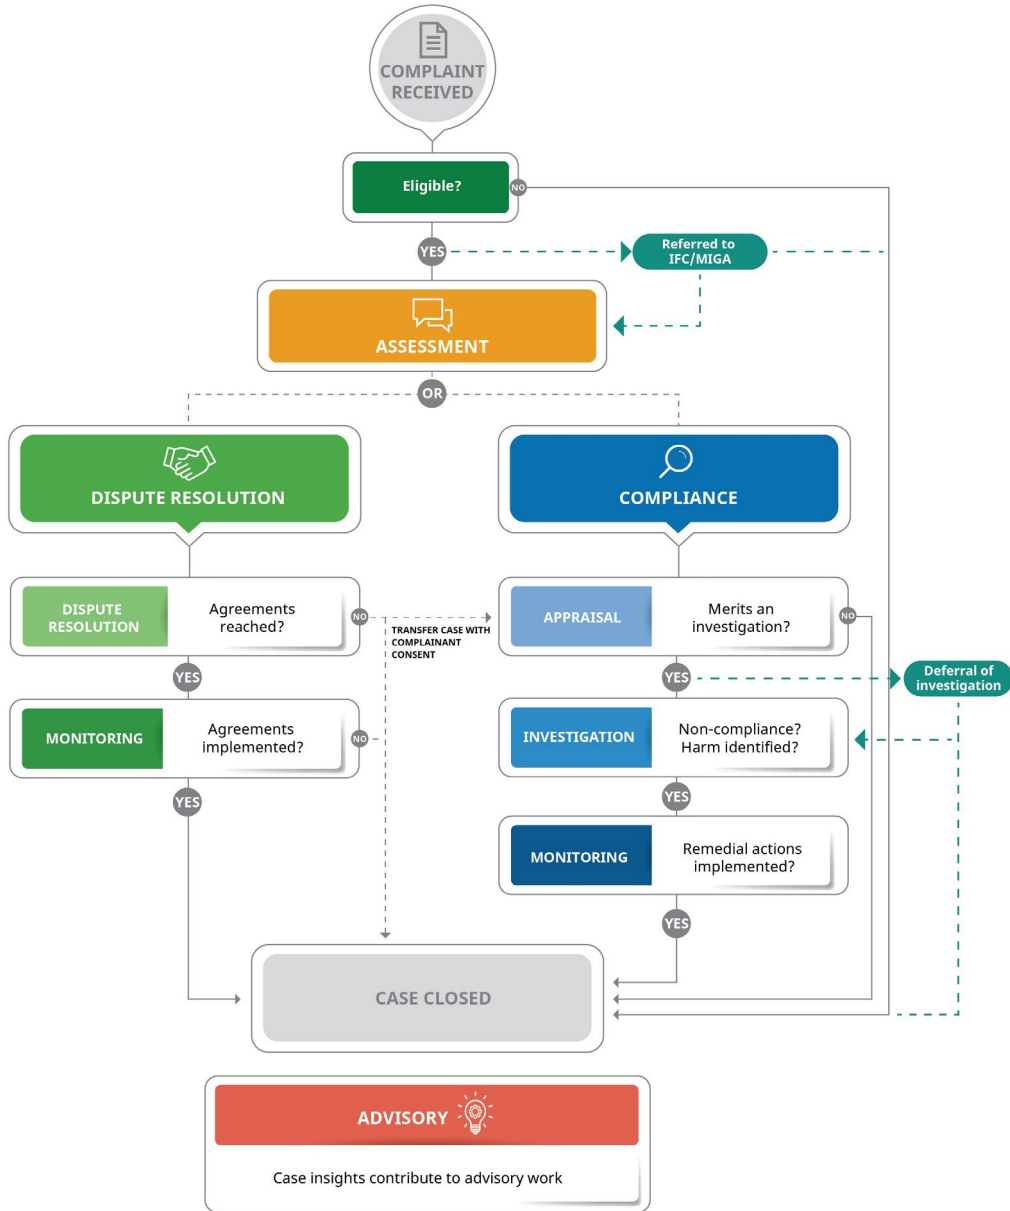 COMPLAINT
RECEIVED
Eligible?
NO
YES
Referred to
IFC/MIGA
ASSESSMENT
OR
DISPUTE RESOLUTION
COMPLIANCE
DISPUTE
RESOLUTION
Agreements
reached?
NO
TRANSFER CASE WITH
COMPLAINANT
CONSENT
APPRAISAL
Merits an
investigation?
NO
YES
YES
Deferral of
investigation
MONITORING
Agreements
implemented?
NO
INVESTIGATION
Non-compliance?
Harm identified?
YES
YES
MONITORING
Remedial actions
implemented?
YES
CASE CLOSED
ADVISORY
Case insights contribute to advisory work